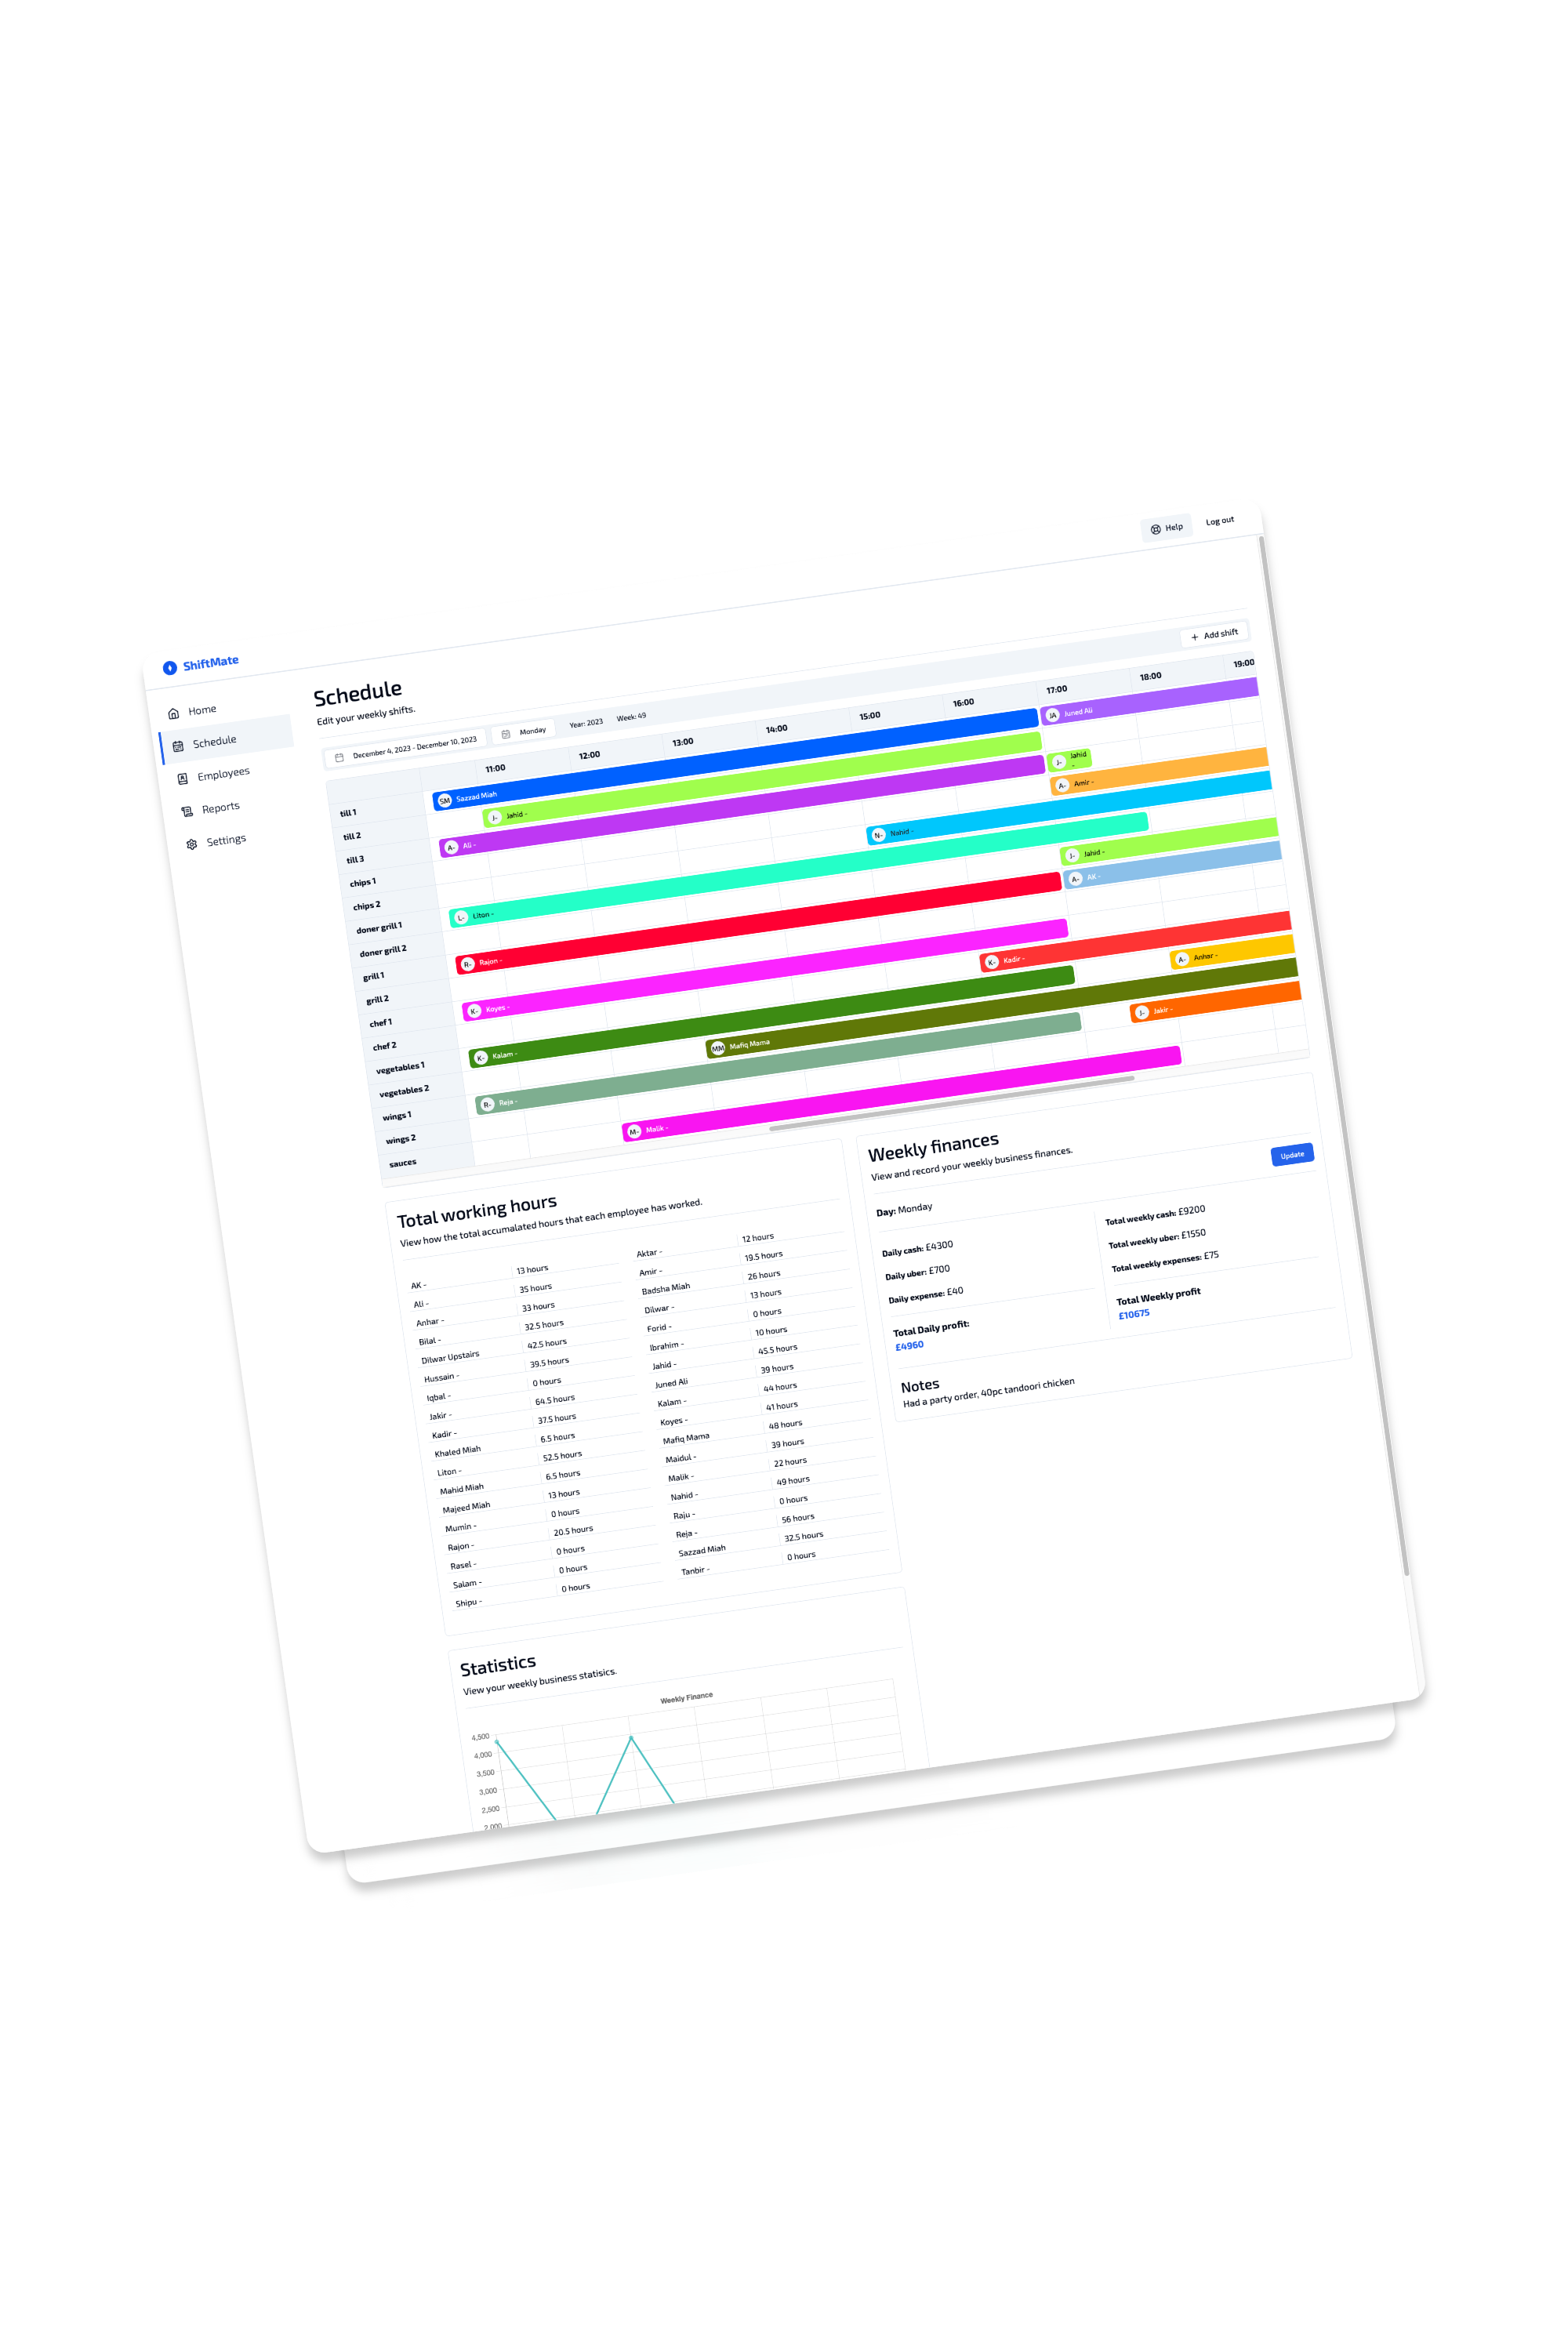 Help
Log out
ShiftMate
Home
Schedule
Employees
Reports
Settings
Schedule
Edit your weekly shifts.
Add shift
December 4, 2023 - December 10, 2023
Monday
Year: 2023
Week: 49
11:00
12:00
13:00
14:00
15:00
16:00
17:00
18:00
19:00
till 1
SM Sazzad Miah
JA Juned Ali
till 2
J- Jahid -
till 3
A- Ali -
J- Jahid -
chips 1
A- Amir -
chips 2
N- Nahid -
doner grill 1
L- Liton -
doner grill 2
J- Jahid -
grill 1
R- Rajon -
A- AK -
grill 2
chef 1
K- Koyes -
chef 2
K- Kadir -
vegetables 1
K- Kalam -
A- Anhar -
vegetables 2
MM Mafiq Mama
wings 1
R- Reja -
J- Jakir -
wings 2
sauces
M- Malik -
Total working hours
View how the total accumalated hours that each employee has worked.
AK - 13 hours
Ali - 35 hours
Anhar - 33 hours
Bilal - 32.5 hours
Dilwar Upstairs 42.5 hours
Hussain - 39.5 hours
Iqbal - 0 hours
Jakir - 64.5 hours
Kadir - 37.5 hours
Khaled Miah 6.5 hours
Liton - 52.5 hours
Mahid Miah 6.5 hours
Majeed Miah 13 hours
Mumin - 0 hours
Rajon - 20.5 hours
Rasel - 0 hours
Salam - 0 hours
Shipu - 0 hours
Aktar - 12 hours
Amir - 19.5 hours
Badsha Miah 26 hours
Dilwar - 13 hours
Forid - 0 hours
Ibrahim - 10 hours
Jahid - 45.5 hours
Juned Ali 39 hours
Kalam - 44 hours
Koyes - 41 hours
Mafiq Mama 48 hours
Maidul - 39 hours
Malik - 22 hours
Nahid - 49 hours
Raju - 0 hours
Reja - 56 hours
Sazzad Miah 32.5 hours
Tanbir - 0 hours
Weekly finances
View and record your weekly business finances.
Update
Day: Monday
Daily cash: £4300
Daily uber: £700
Daily expense: £40
Total Daily profit:
£4960
Total weekly cash: £9200
Total weekly uber: £1550
Total weekly expenses: £75
Total Weekly profit
£10675
Notes
Had a party order, 40pc tandoori chicken
Statistics
View your weekly business statisics.
Weekly Finance
4,500
4,000
3,500
3,000
2,500
2,000